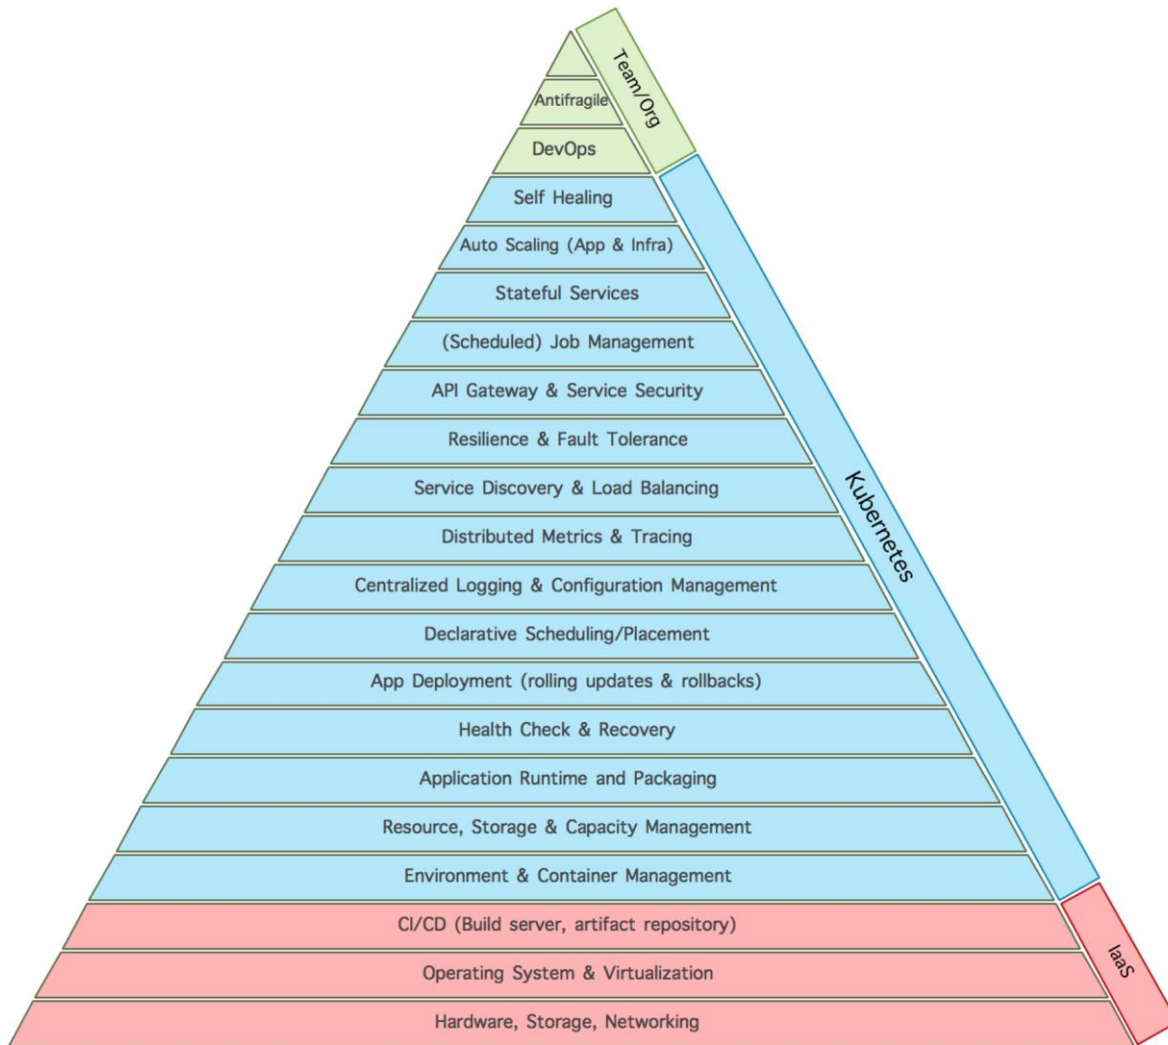 Team/Org
Antifragile
DevOps
Self Healing
Auto Scaling (App & Infra)
Stateful Services
(Scheduled) Job Management
API Gateway & Service Security
Resilience & Fault Tolerance
Kubernetes
Service Discovery & Load Balancing
Distributed Metrics & Tracing
Centralized Logging & Configuration Management
Declarative Scheduling/Placement
App Deployment (rolling updates & rollbacks)
Health Check & Recovery
Application Runtime and Packaging
Resource, Storage & Capacity Management
Environment & Container Management
CI/CD (Build server, artifact repository)
IaaS
Operating System & Virtualization
Hardware, Storage, Networking